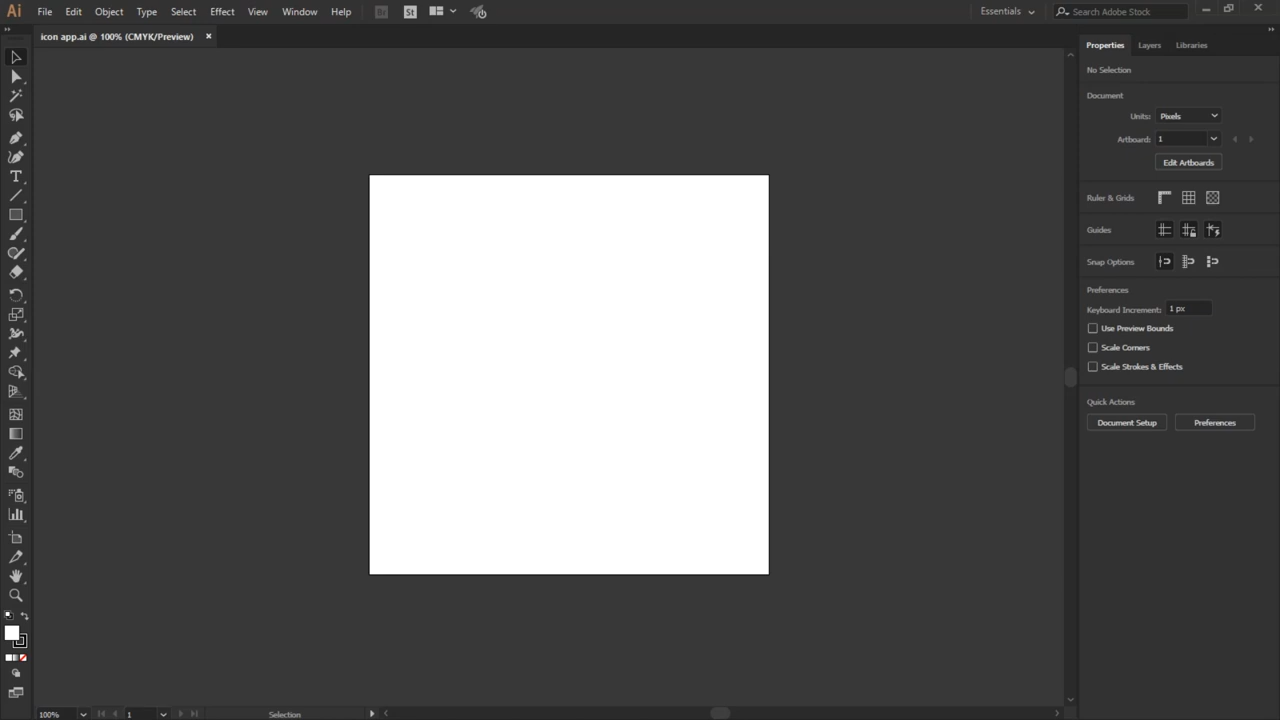 Ai File Edit Object Type Select Effect View Window Help Br St Essentials Search Adobe Stock
icon app.ai @ 100% (CMYK/Preview)
Properties Layers Libraries
No Selection
Document
Units: Pixels
Artboard: 1
Edit Artboards
Ruler & Grids
Guides
Snap Options
Preferences
Keyboard Increment: 1 px
Use Preview Bounds
Scale Corners
Scale Strokes & Effects
Quick Actions
Document Setup Preferences
100% 1 Selection